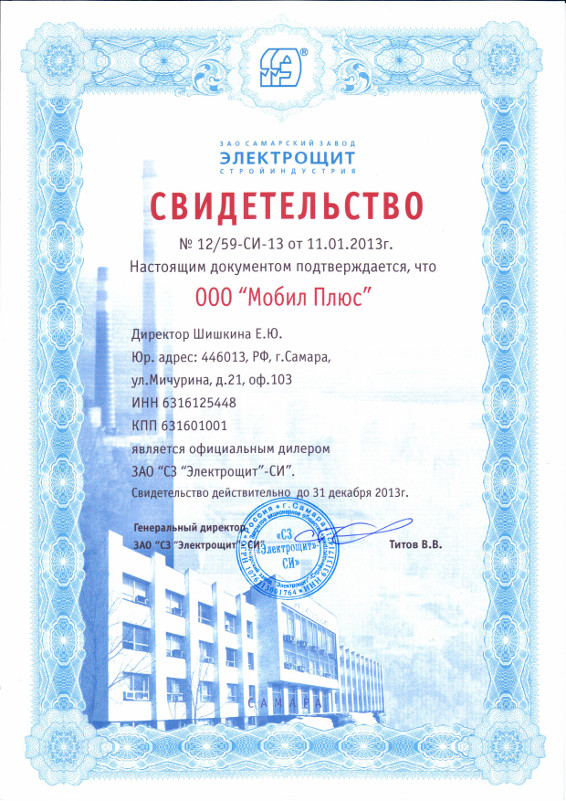 ®
ЗАО САМАРСКИЙ ЗАВОД
ЭЛЕКТРОЩИТ
СТРОЙИНДУСТРИЯ
СВИДЕТЕЛЬСТВО
№ 12/59-СИ-13 от 11.01.2013г.
Настоящим документом подтверждается, что
ООО “Мобил Плюс”
Директор Шишкина Е.Ю.
Юр. адрес: 446013, РФ, г.Самара,
ул.Мичурина, д.21, оф.103
ИНН 6316125448
КПП 631601001
является официальным дилером
ЗАО “СЗ “Электрощит”-СИ”.
Свидетельство действительно до 31 декабря 2013г.
Генеральный директор
ЗАО “СЗ “Электрощит”-СИ”
Титов В.В.
Россия • г.Самара
«СЗ
«Электрощит»-
СИ»
САМАРА